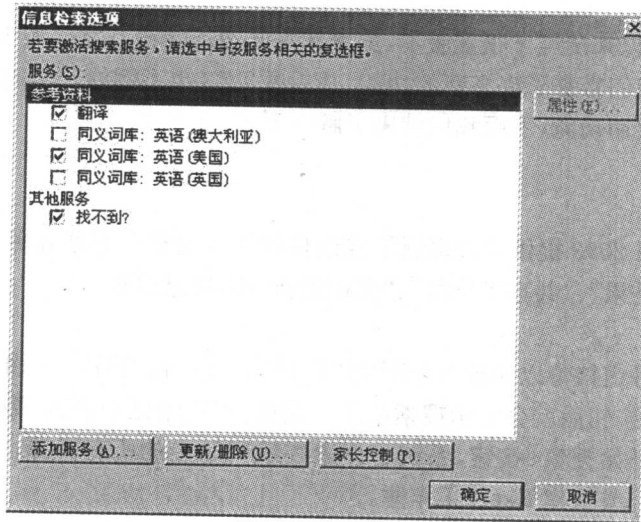 信息检索选项
若要激活搜索服务，请选中与该服务相关的复选框。
服务(S)
参考资料
属性(E)...
翻译
同义词库: 英语(澳大利亚)
同义词库: 英语(美国)
同义词库: 英语(英国)
其他服务
找不到?
添加服务(A)...
更新/删除(U)...
家长控制(P)...
确定
取消